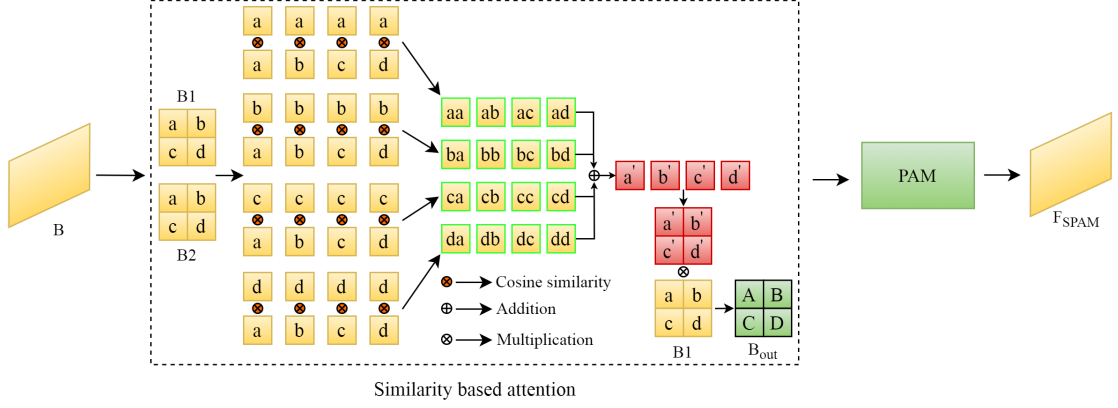 a a a a
a b c d
b b b b
a b c d
c c c c
a b c d
d d d d
a b c d
B
B1
a b
c d
a b
c d
B2
aa ab ac ad
ba bb bc bd
ca cb cc cd
da db dc dd
a' b' c' d'
a' b'
c' d'
a b
c d
B1
A B
C D
Bout
Cosine similarity
Addition
Multiplication
PAM
FSPAM
Similarity based attention